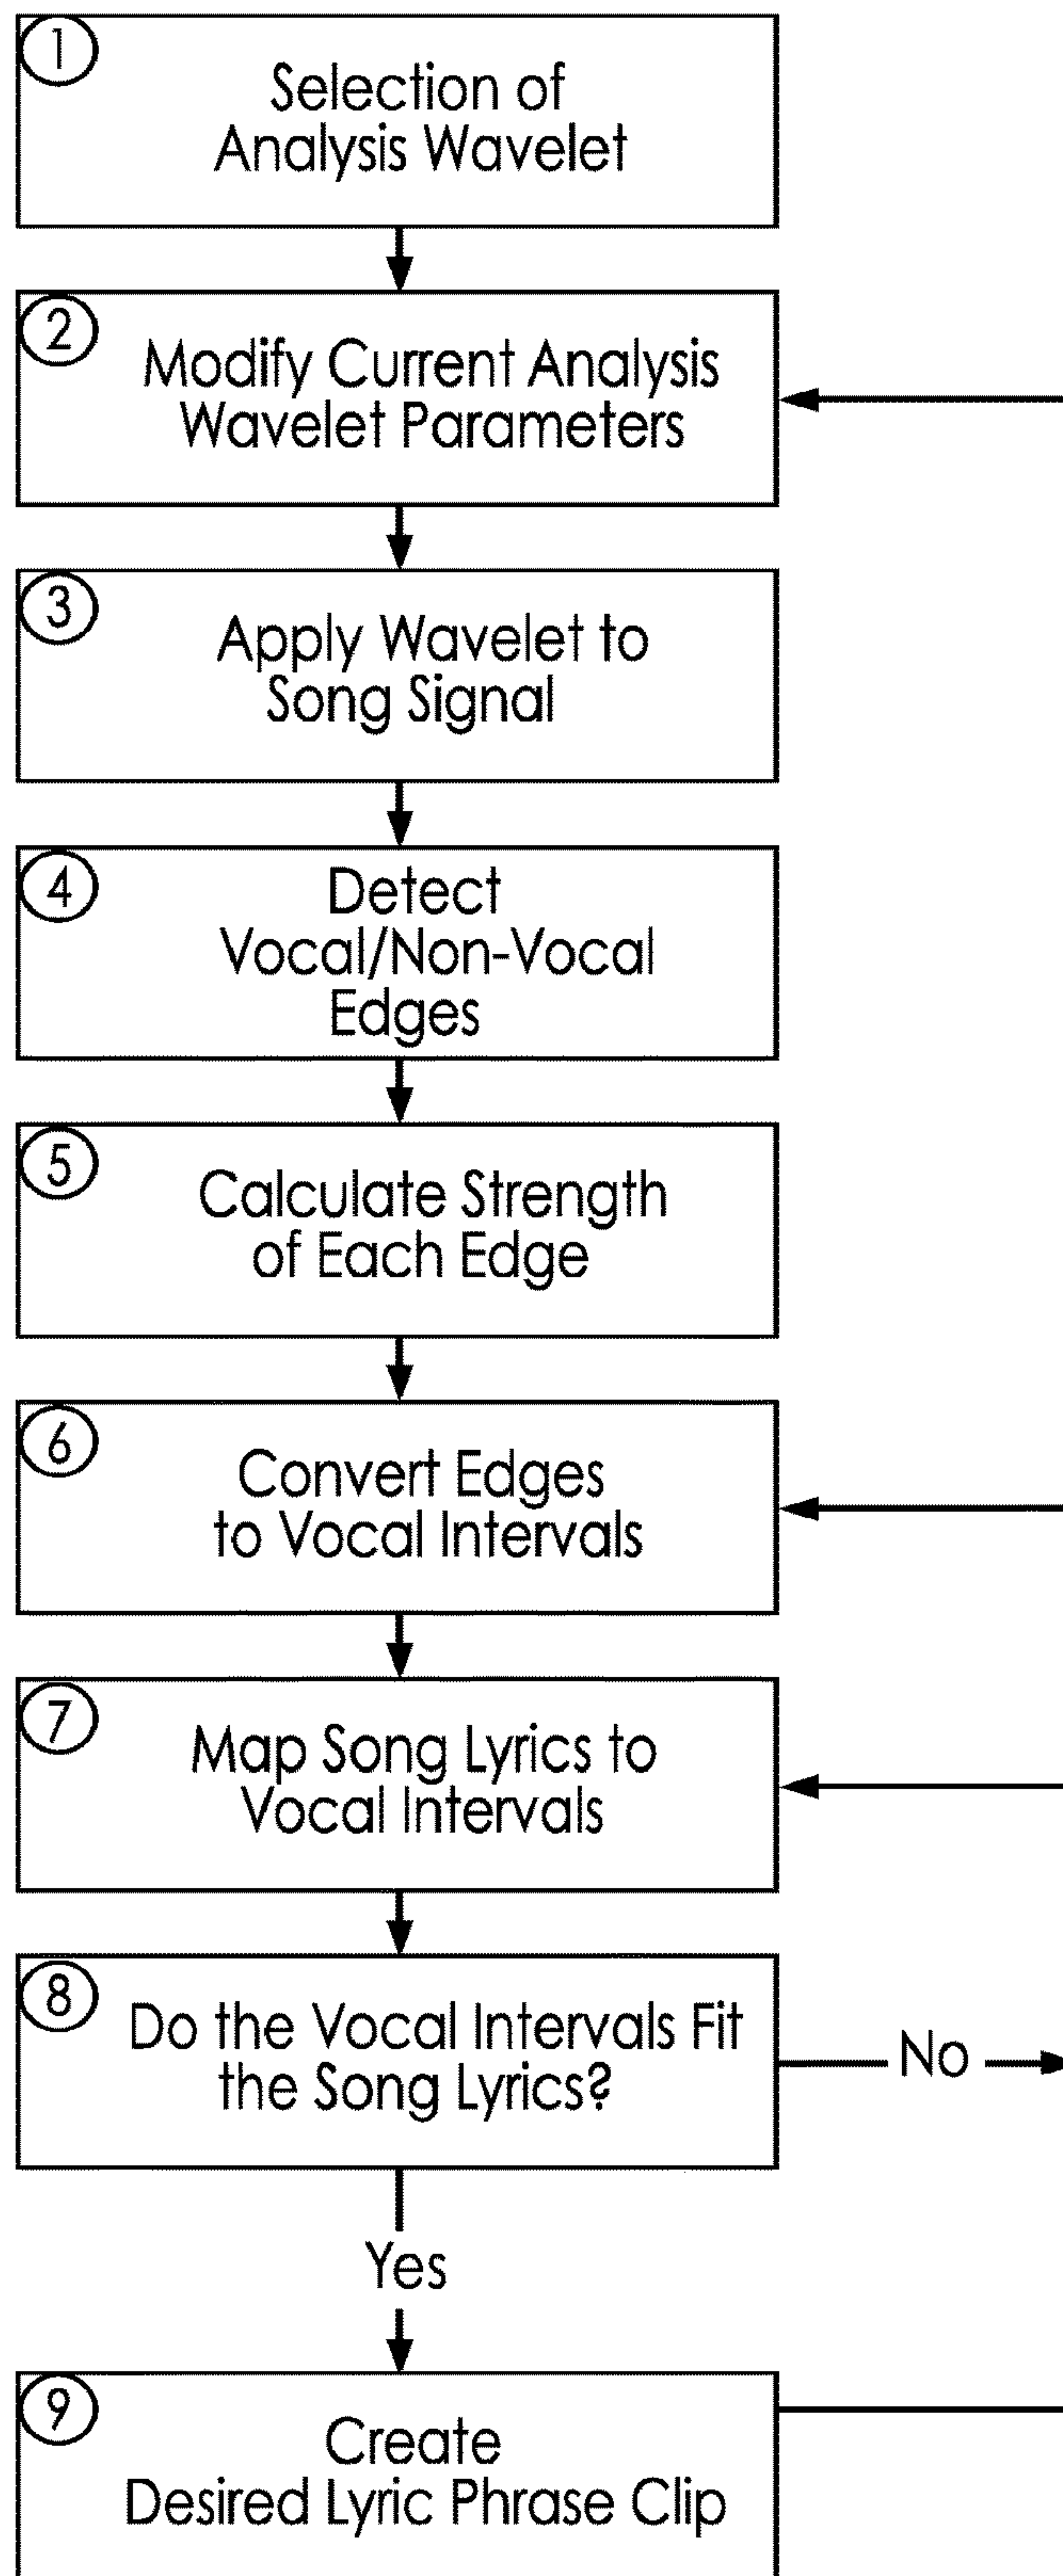 1
Selection of
Analysis Wavelet
2
Modify Current Analysis
Wavelet Parameters
3
Apply Wavelet to
Song Signal
4
Detect
Vocal/Non-Vocal
Edges
5
Calculate Strength
of Each Edge
6
Convert Edges
to Vocal Intervals
7
Map Song Lyrics to
Vocal Intervals
8
Do the Vocal Intervals Fit
the Song Lyrics?
No
Yes
9
Create
Desired Lyric Phrase Clip